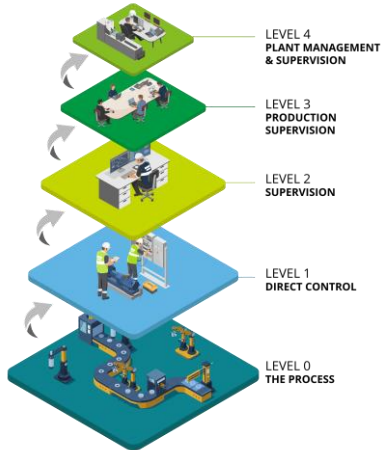 LEVEL 4
PLANT MANAGEMENT
& SUPERVISION
LEVEL 3
PRODUCTION
SUPERVISION
LEVEL 2
SUPERVISION
LEVEL 1
DIRECT CONTROL
LEVEL 0
THE PROCESS